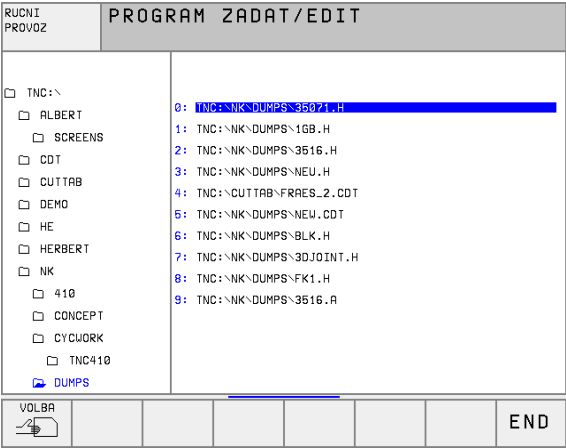 RUCNI
PROVOZ
PROGRAM ZADAT/EDIT
TNC:\
ALBERT
SCREENS
CDT
CUTTAB
DEMO
HE
HERBERT
NK
410
CONCEPT
CYCWORK
TNC410
DUMPS
0: TNC:\NK\DUMPS\35071.H
1: TNC:\NK\DUMPS\1GB.H
2: TNC:\NK\DUMPS\3516.H
3: TNC:\NK\DUMPS\NEU.H
4: TNC:\CUTTAB\FRAES_2.CDT
5: TNC:\NK\DUMPS\NEW.CDT
6: TNC:\NK\DUMPS\BLK.H
7: TNC:\NK\DUMPS\3DJOINT.H
8: TNC:\NK\DUMPS\FK1.H
9: TNC:\NK\DUMPS\3516.A
VOLBA
END